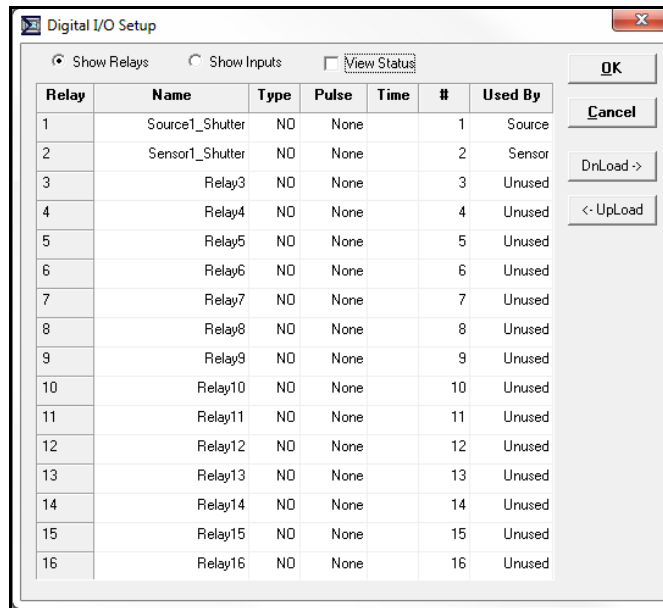 Digital I/O Setup
Show Relays Show Inputs View Status
OK
Cancel
DnLoad ->
<- UpLoad
Relay Name Type Pulse Time # Used By
1 Source1_Shutter NO None 1 Source
2 Sensor1_Shutter NO None 2 Sensor
3 Relay3 NO None 3 Unused
4 Relay4 NO None 4 Unused
5 Relay5 NO None 5 Unused
6 Relay6 NO None 6 Unused
7 Relay7 NO None 7 Unused
8 Relay8 NO None 8 Unused
9 Relay9 NO None 9 Unused
10 Relay10 NO None 10 Unused
11 Relay11 NO None 11 Unused
12 Relay12 NO None 12 Unused
13 Relay13 NO None 13 Unused
14 Relay14 NO None 14 Unused
15 Relay15 NO None 15 Unused
16 Relay16 NO None 16 Unused